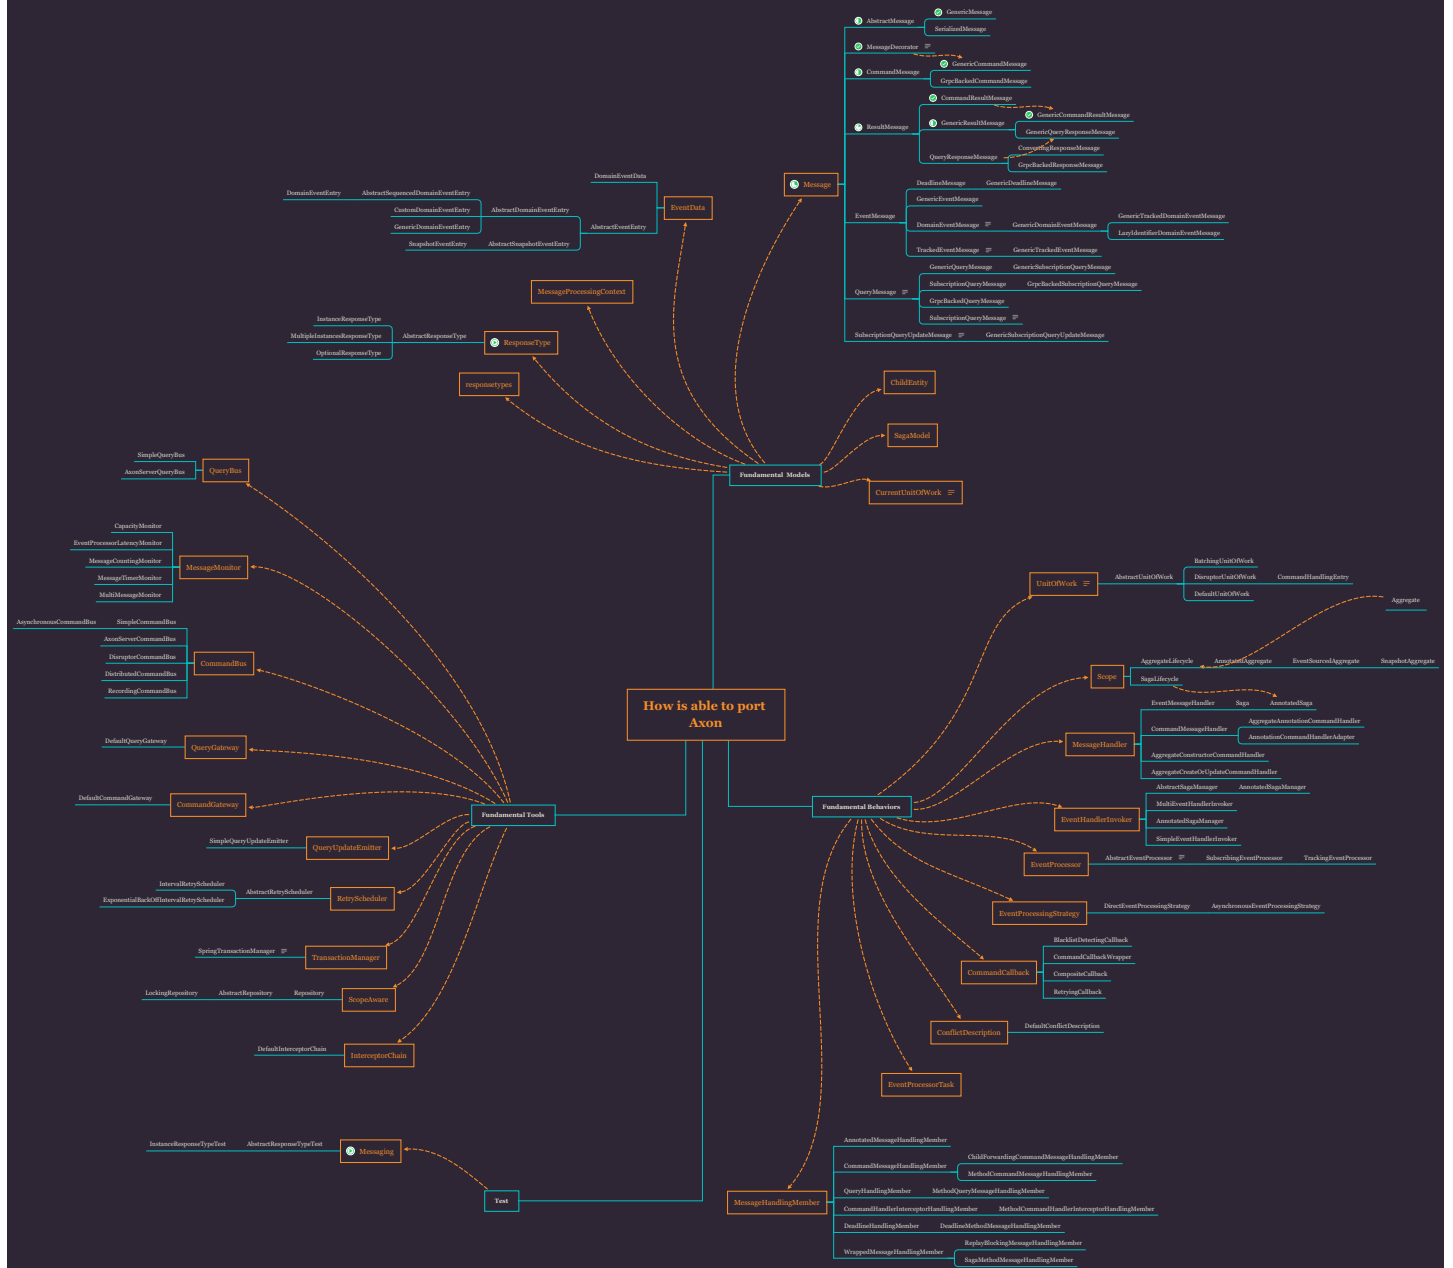 AbstractMessage
GenericMessage
SerializedMessage
MessageDecorator
CommandMessage
GenericCommandMessage
GrpcBackedCommandMessage
ResultMessage
CommandResultMessage
GenericResultMessage
GenericCommandResultMessage
GenericQueryResponseMessage
QueryResponseMessage
ConvertingResponseMessage
GrpcBackedResponseMessage
Message
EventMessage
DeadlineMessage
GenericDeadlineMessage
GenericEventMessage
DomainEventMessage
GenericDomainEventMessage
GenericTrackedDomainEventMessage
LazyIdentifierDomainEventMessage
TrackedEventMessage
GenericTrackedEventMessage
QueryMessage
GenericQueryMessage
GenericSubscriptionQueryMessage
SubscriptionQueryMessage
GrpcBackedSubscriptionQueryMessage
GrpcBackedQueryMessage
SubscriptionQueryMessage
SubscriptionQueryUpdateMessage
GenericSubscriptionQueryUpdateMessage
DomainEventData
EventData
DomainEventEntry
AbstractSequencedDomainEventEntry
CustomDomainEventEntry
AbstractDomainEventEntry
GenericDomainEventEntry
AbstractEventEntry
SnapshotEventEntry
AbstractSnapshotEventEntry
MessageProcessingContext
InstanceResponseType
MultipleInstancesResponseType
AbstractResponseType
OptionalResponseType
ResponseType
responsetypes
ChildEntity
SagaModel
CurrentUnitOfWork
Fundamental Models
SimpleQueryBus
AxonServerQueryBus
QueryBus
CapacityMonitor
EventProcessorLatencyMonitor
MessageCountingMonitor
MessageTimerMonitor
MultiMessageMonitor
MessageMonitor
AsynchronousCommandBus
SimpleCommandBus
AxonServerCommandBus
DisruptorCommandBus
DistributedCommandBus
RecordingCommandBus
CommandBus
How is able to port
Axon
DefaultQueryGateway
QueryGateway
DefaultCommandGateway
CommandGateway
Fundamental Tools
SimpleQueryUpdateEmitter
QueryUpdateEmitter
IntervalRetryScheduler
ExponentialBackOffIntervalRetryScheduler
AbstractRetryScheduler
RetryScheduler
SpringTransactionManager
TransactionManager
LockingRepository
AbstractRepository
Repository
ScopeAware
DefaultInterceptorChain
InterceptorChain
InstanceResponseTypeTest
AbstractResponseTypeTest
Messaging
Test
UnitOfWork
AbstractUnitOfWork
BatchingUnitOfWork
DisruptorUnitOfWork
CommandHandlingEntry
DefaultUnitOfWork
Aggregate
Scope
AggregateLifecycle
AnnotatedAggregate
EventSourcedAggregate
SnapshotAggregate
SagaLifecycle
MessageHandler
EventMessageHandler
Saga
AnnotatedSaga
CommandMessageHandler
AggregateAnnotationCommandHandler
AnnotationCommandHandlerAdapter
AggregateConstructorCommandHandler
AggregateCreateOrUpdateCommandHandler
Fundamental Behaviors
EventHandlerInvoker
AbstractSagaManager
AnnotatedSagaManager
MultiEventHandlerInvoker
AnnotatedSagaManager
SimpleEventHandlerInvoker
EventProcessor
AbstractEventProcessor
SubscribingEventProcessor
TrackingEventProcessor
EventProcessingStrategy
DirectEventProcessingStrategy
AsynchronousEventProcessingStrategy
CommandCallback
BlacklistDetectingCallback
CommandCallbackWrapper
CompositeCallback
RetryingCallback
ConflictDescription
DefaultConflictDescription
EventProcessorTask
MessageHandlingMember
AnnotatedMessageHandlingMember
CommandMessageHandlingMember
ChildForwardingCommandMessageHandlingMember
MethodCommandMessageHandlingMember
QueryHandlingMember
MethodQueryMessageHandlingMember
CommandHandlerInterceptorHandlingMember
MethodCommandHandlerInterceptorHandlingMember
DeadlineHandlingMember
DeadlineMethodMessageHandlingMember
WrappedMessageHandlingMember
ReplayBlockingMessageHandlingMember
SagaMethodMessageHandlingMember